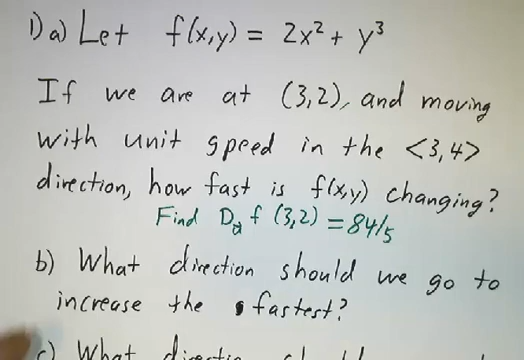 1) a) Let f(x,y) = 2x² + y³
If we are at (3,2), and moving
with unit speed in the <3,4>
direction, how fast is f(x,y) changing?
Find D f (3,2) = 84/5
b) What direction should we go to
increase the fastest?
c) What